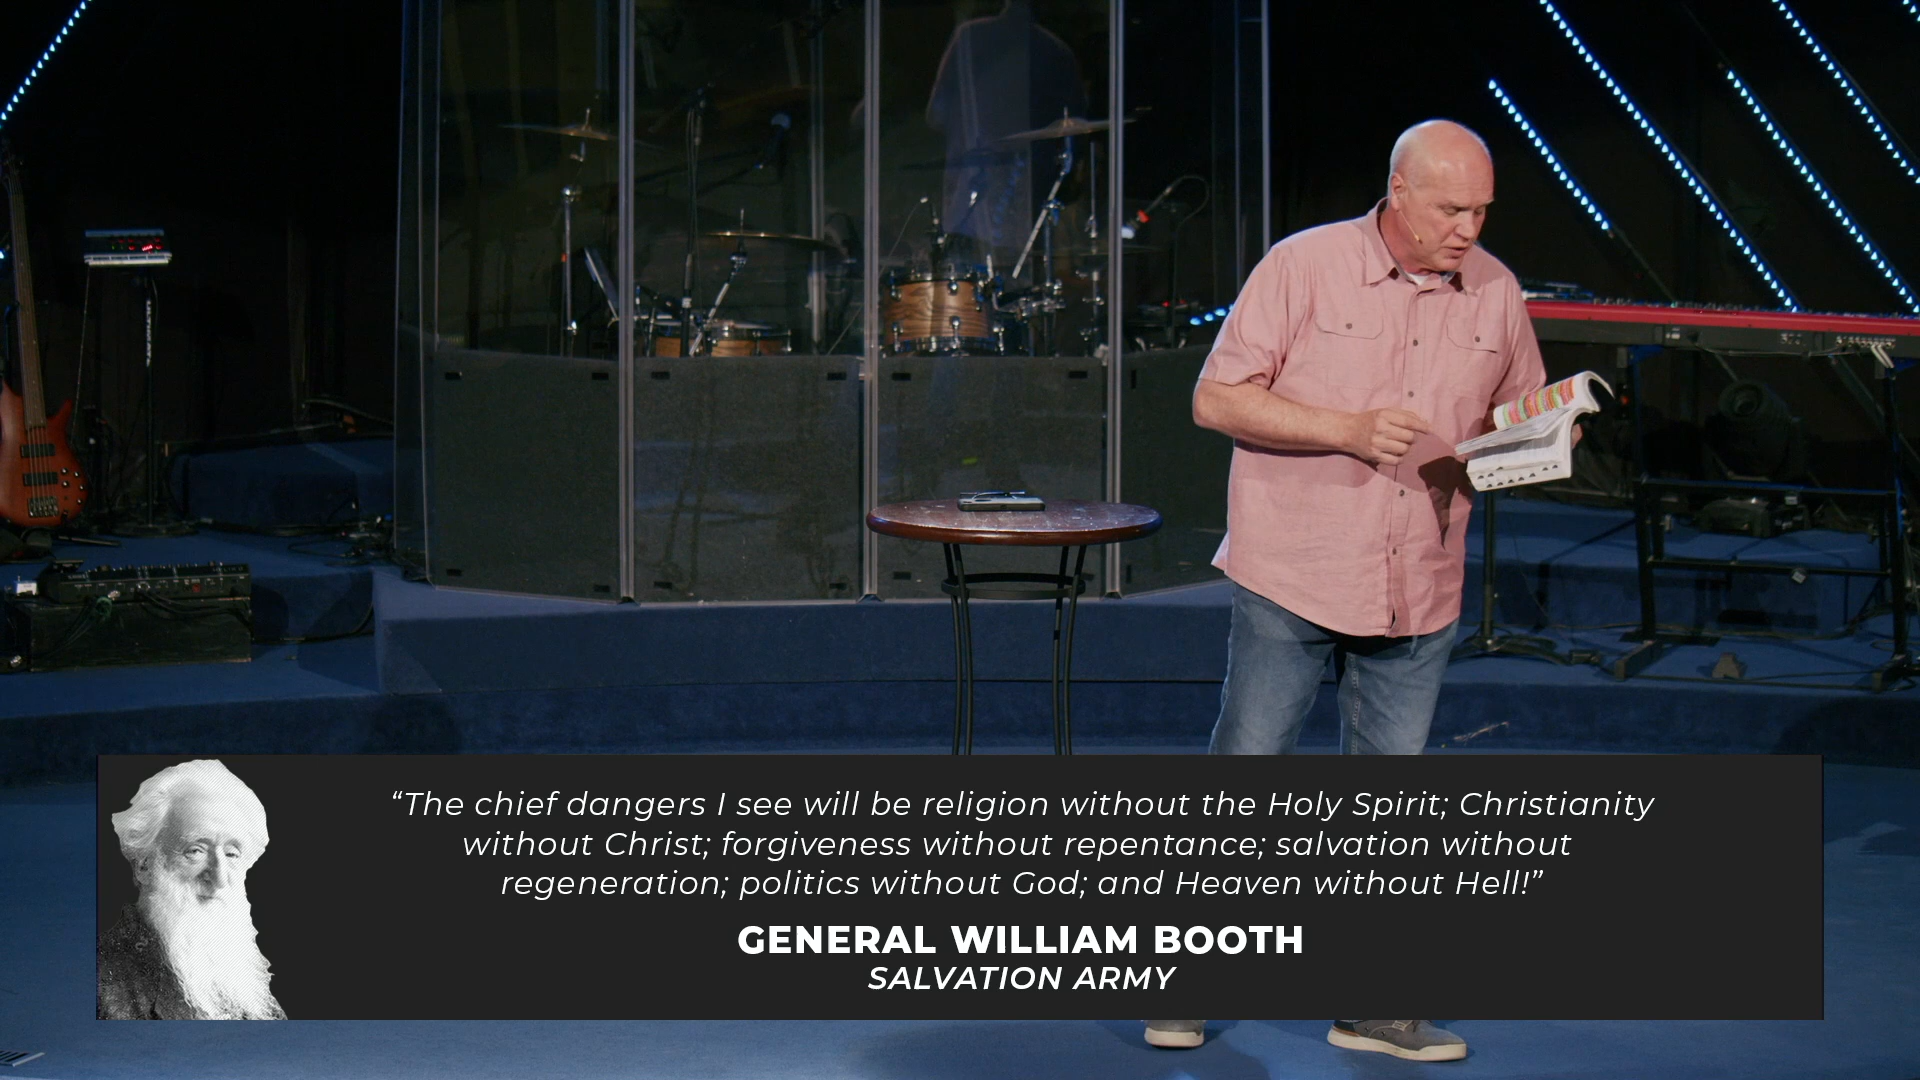 “The chief dangers I see will be religion without the Holy Spirit; Christianity
without Christ; forgiveness without repentance; salvation without
regeneration; politics without God; and Heaven without Hell!”
GENERAL WILLIAM BOOTH
SALVATION ARMY